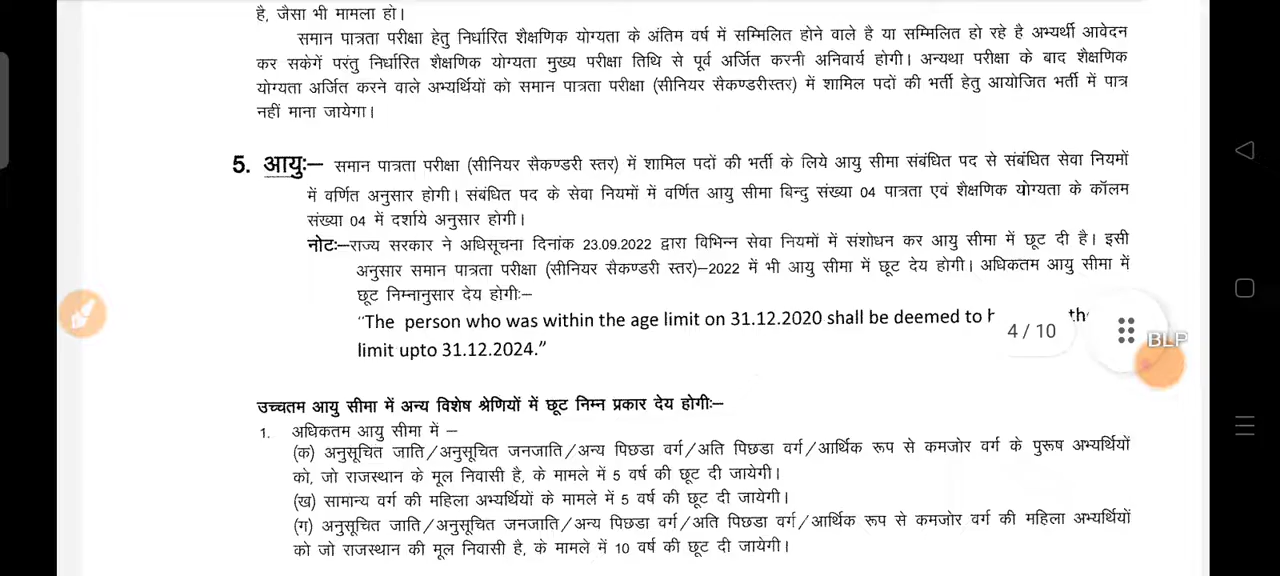 है, जैसा भी मामला हो।
समान पात्रता परीक्षा हेतु निर्धारित शैक्षणिक योग्यता के अंतिम वर्ष में सम्मिलित होने वाले है या सम्मिलित हो रहे है अभ्यर्थी आवेदन
कर सकेगें परंतु निर्धारित शैक्षणिक योग्यता मुख्य परीक्षा तिथि से पूर्व अर्जित करनी अनिवार्य होगी। अन्यथा परीक्षा के बाद शैक्षणिक
योग्यता अर्जित करने वाले अभ्यर्थियों को समान पात्रता परीक्षा (सीनियर सैकण्डरीस्तर) में शामिल पदों की भर्ती हेतु आयोजित भर्ती में पात्र
नहीं माना जायेगा।
5. आयुः– समान पात्रता परीक्षा (सीनियर सैकण्डरी स्तर) में शामिल पदों की भर्ती के लिये आयु सीमा संबंधित पद से संबंधित सेवा नियमों
में वर्णित अनुसार होगी। संबंधित पद के सेवा नियमों में वर्णित आयु सीमा बिन्दु संख्या 04 पात्रता एवं शैक्षणिक योग्यता के कॉलम
संख्या 04 में दर्शाये अनुसार होगी।
नोटः–राज्य सरकार ने अधिसूचना दिनांक 23.09.2022 द्वारा विभिन्न सेवा नियमों में संशोधन कर आयु सीमा में छूट दी है। इसी
अनुसार समान पात्रता परीक्षा (सीनियर सैकण्डरी स्तर)–2022 में भी आयु सीमा में छूट देय होगी। अधिकतम आयु सीमा में
छूट निम्नानुसार देय होगीः–
"The person who was within the age limit on 31.12.2020 shall be deemed to
limit upto 31.12.2024."
4 / 10
BLP
उच्चतम आयु सीमा में अन्य विशेष श्रेणियों में छूट निम्न प्रकार देय होगीः–
1. अधिकतम आयु सीमा में –
(क) अनुसूचित जाति/अनुसूचित जनजाति/अन्य पिछडा वर्ग/अति पिछडा वर्ग/आर्थिक रूप से कमजोर वर्ग के पुरूष अभ्यर्थियों
को, जो राजस्थान के मूल निवासी है, के मामले में 5 वर्ष की छूट दी जायेगी।
(ख) सामान्य वर्ग की महिला अभ्यर्थियों के मामले में 5 वर्ष की छूट दी जायेगी।
(ग) अनुसूचित जाति/अनुसूचित जनजाति/अन्य पिछडा वर्ग/अति पिछडा वर्ग/आर्थिक रूप से कमजोर वर्ग की महिला अभ्यर्थियों
को जो राजस्थान की मूल निवासी है, के मामले में 10 वर्ष की छूट दी जायेगी।